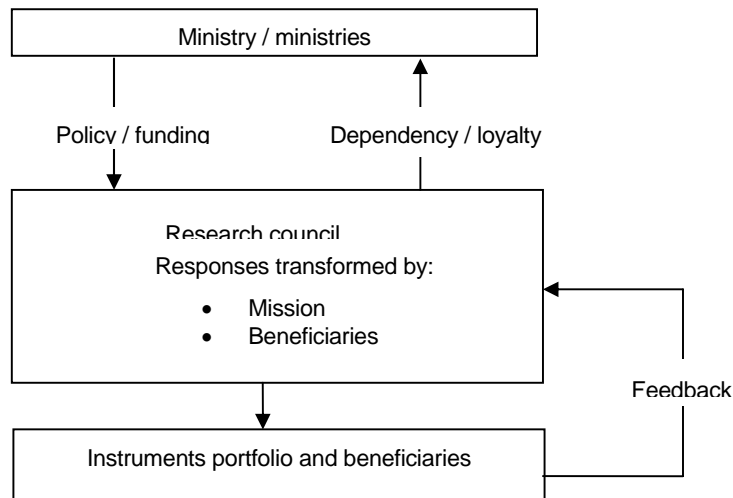 Ministry / ministries
Policy / funding
Dependency / loyalty
Research council
Responses transformed by:
• Mission
• Beneficiaries
Feedback
Instruments portfolio and beneficiaries